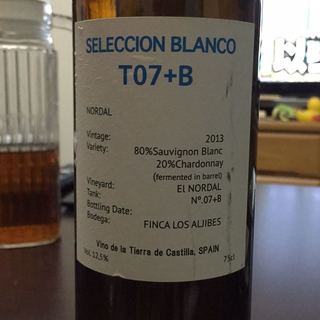 SELECCION BLANCO
T07+B
NORDAL
Vintage: 2013
Variety: 80%Sauvignon Blanc
20%Chardonnay
(fermented in barrel)
Vineyard: El NORDAL
Tank: Nº.07+B
Bottling Date:
Bodega: FINCA LOS ALJIBES
Vino de la Tierra de Castilla, SPAIN
Vol. 12,5% 75cl